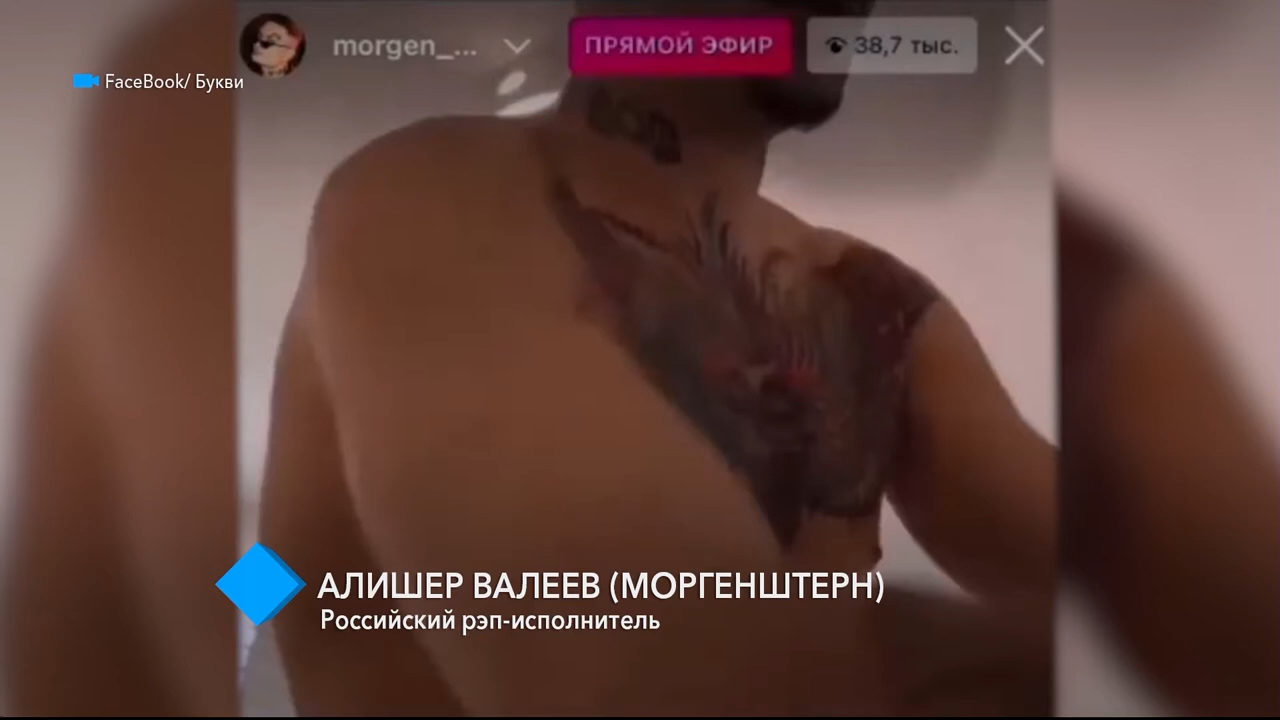 morgen_...
ПРЯМОЙ ЭФИР
38,7 тыс.
FaceBook/ Букви
АЛИШЕР ВАЛЕЕВ (МОРГЕНШТЕРН)
Российский рэп-исполнитель